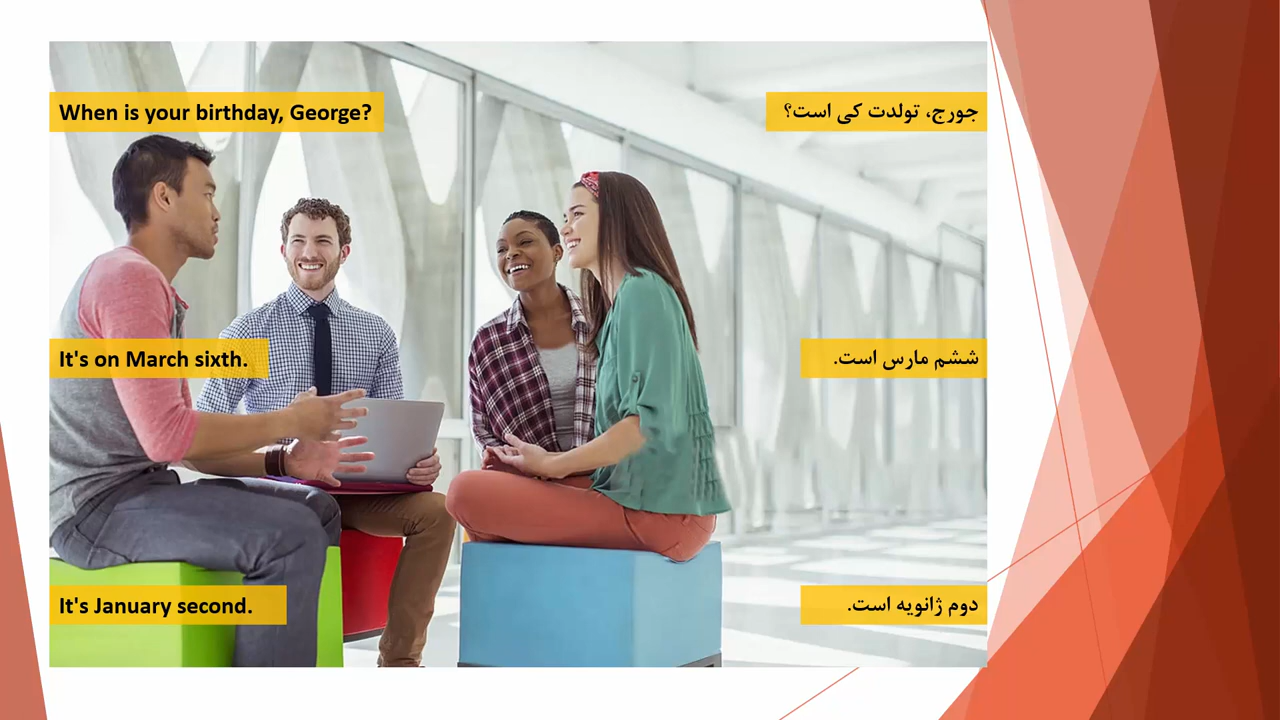 When is your birthday, George?
جورج، تولدت کی است؟
It's on March sixth.
ششم مارس است.
It's January second.
دوم ژانویه است.